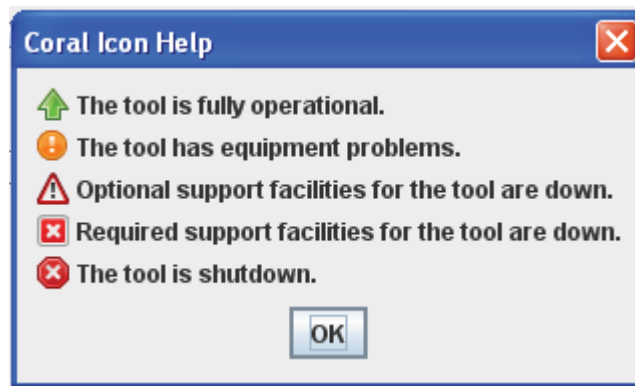 Coral Icon Help
The tool is fully operational.
The tool has equipment problems.
Optional support facilities for the tool are down.
Required support facilities for the tool are down.
The tool is shutdown.
OK